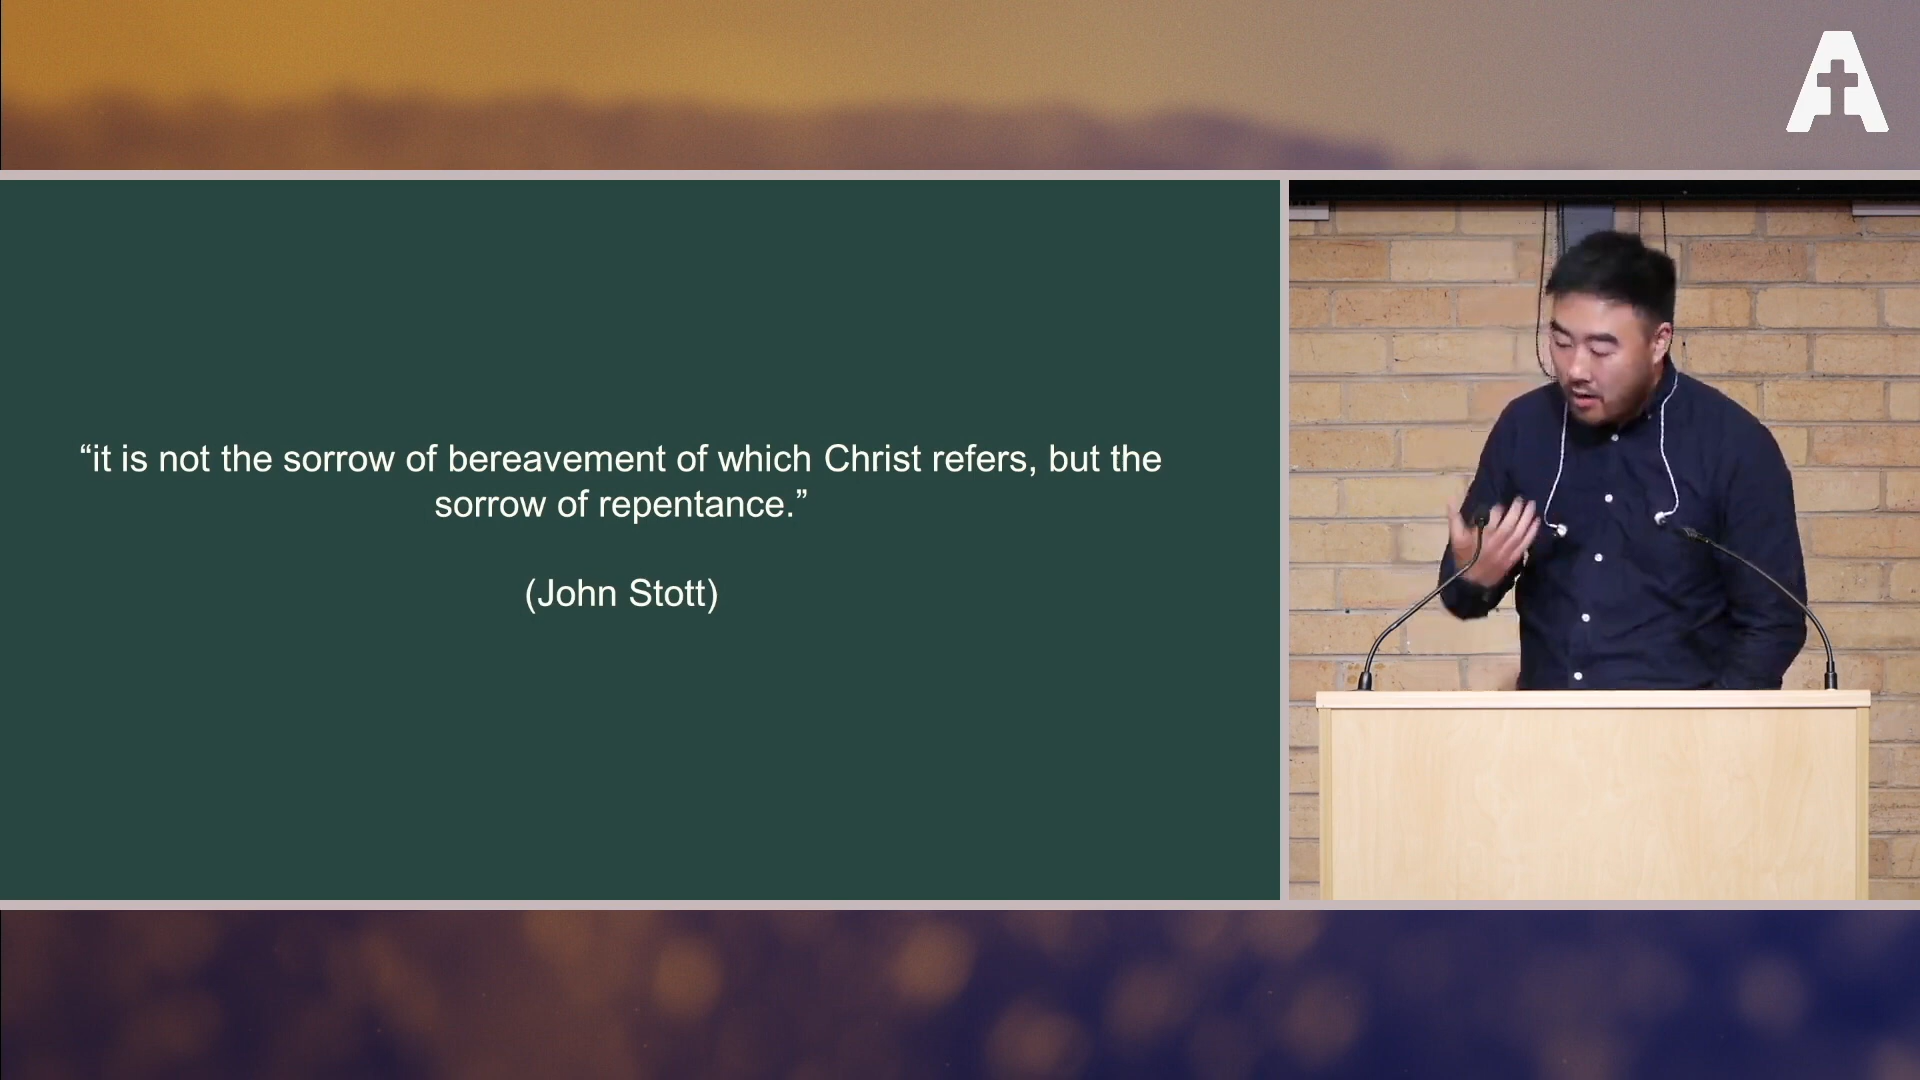 “it is not the sorrow of bereavement of which Christ refers, but the
sorrow of repentance.”
(John Stott)